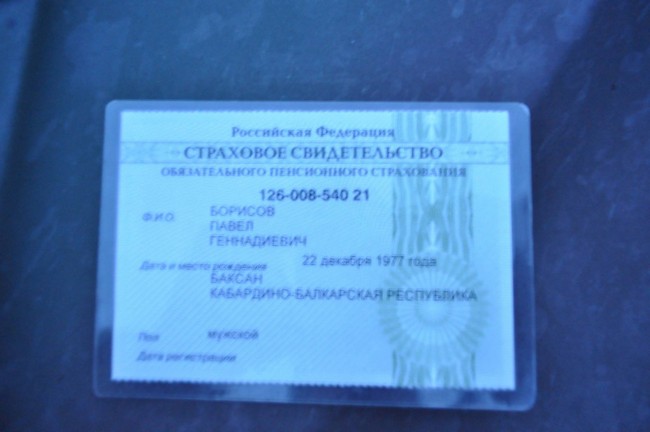 Российская Федерация
СТРАХОВОЕ СВИДЕТЕЛЬСТВО
ОБЯЗАТЕЛЬНОГО ПЕНСИОННОГО СТРАХОВАНИЯ
126-008-540 21
Ф.И.О. БОРИСОВ
ПАВЕЛ
ГЕННАДИЕВИЧ
Дата и место рождения 22 декабря 1977 года
БАКСАН
КАБАРДИНО-БАЛКАРСКАЯ РЕСПУБЛИКА
Пол мужской
Дата регистрации